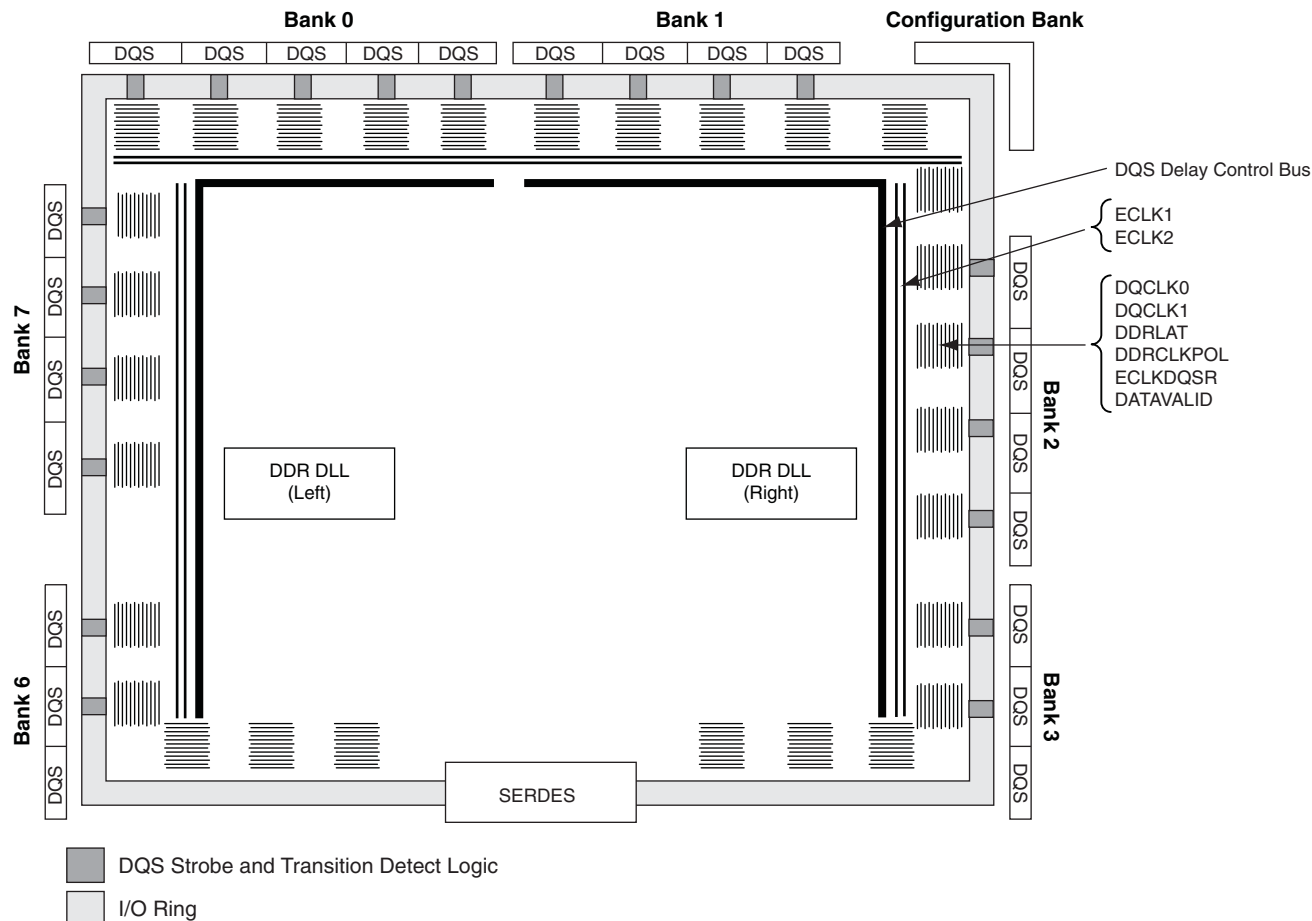 Bank 0
Bank 1
Configuration Bank
DQS DQS DQS DQS DQS
DQS DQS DQS DQS
DQS Delay Control Bus
ECLK1
ECLK2
DQCLK0
DQCLK1
DDRLAT
DDRCLKPOL
ECLKDQSR
DATAVALID
Bank 7
DQS
DQS
DQS
DQS
Bank 2
DQS
DQS
DQS
DQS
DDR DLL
(Left)
DDR DLL
(Right)
Bank 6
DQS
DQS
DQS
Bank 3
DQS
DQS
DQS
SERDES
DQS Strobe and Transition Detect Logic
I/O Ring